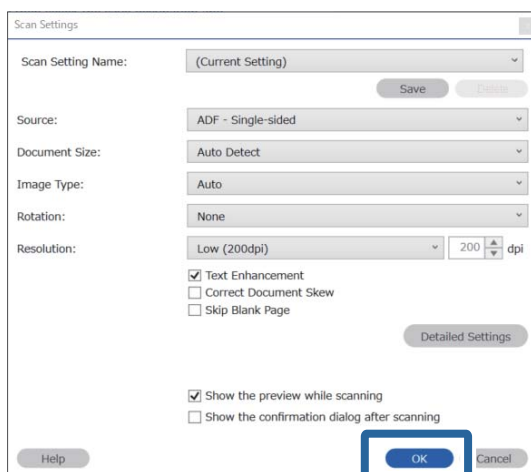 Scan Settings
Scan Setting Name: (Current Setting)
Save Delete
Source: ADF - Single-sided
Document Size: Auto Detect
Image Type: Auto
Rotation: None
Resolution: Low (200dpi) 200 dpi
Text Enhancement
Correct Document Skew
Skip Blank Page
Detailed Settings
Show the preview while scanning
Show the confirmation dialog after scanning
Help OK Cancel